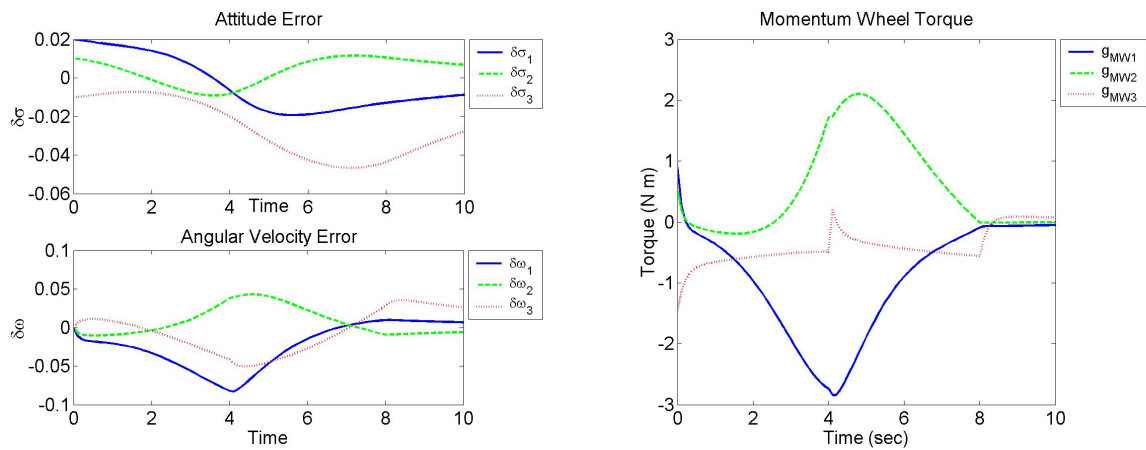 Attitude Error
δσ
0.02
0
-0.02
-0.04
-0.06
0 2 4 6 8 10
Time
δσ1
δσ2
δσ3
Angular Velocity Error
δω
0.1
0.05
0
-0.05
-0.1
0 2 4 6 8 10
Time
δω1
δω2
δω3
Momentum Wheel Torque
Torque (N m)
3
2
1
0
-1
-2
-3
0 2 4 6 8 10
Time (sec)
gMW1
gMW2
gMW3